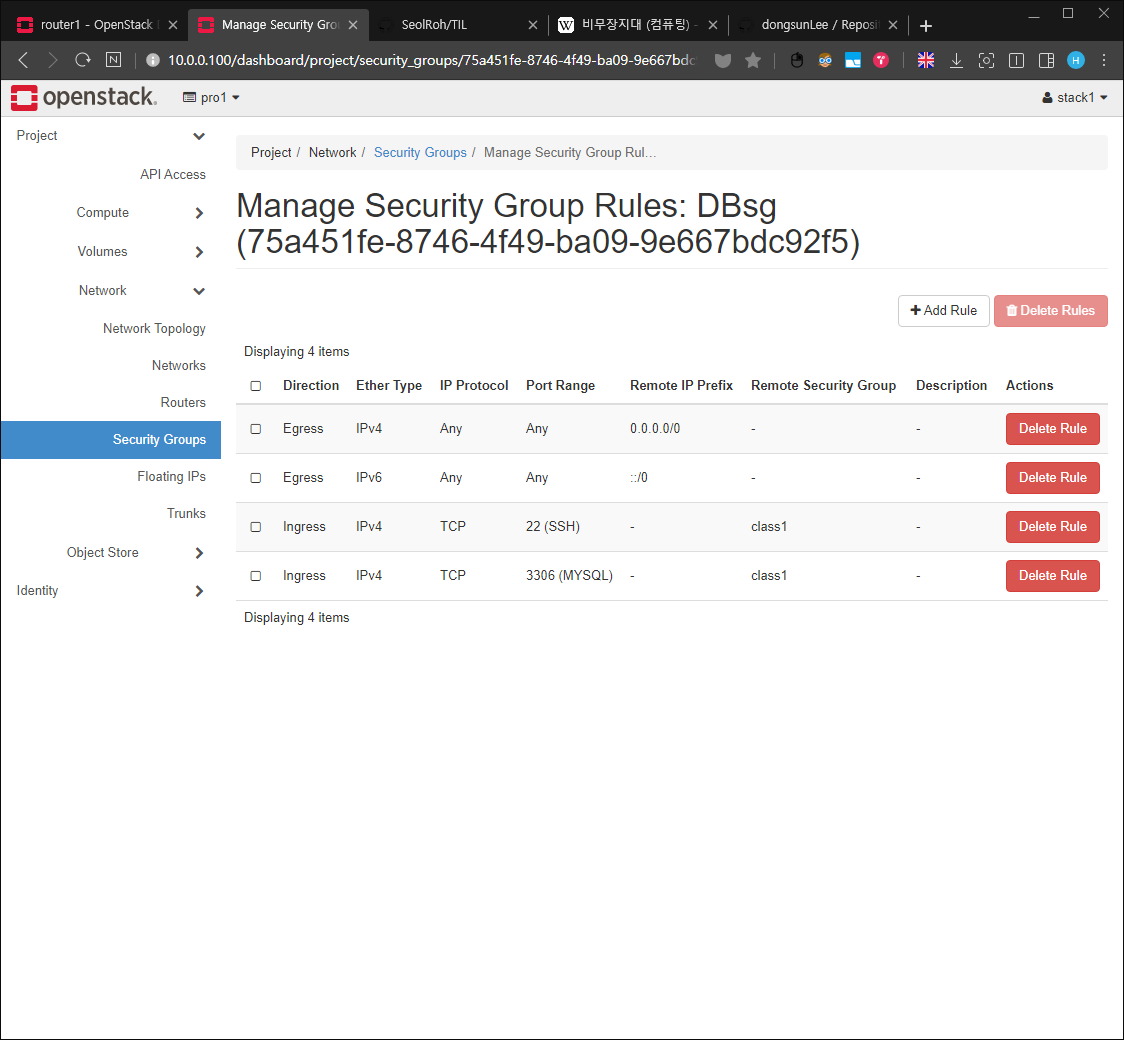 router1 - OpenStack
Manage Security Gro
SeolRoh/TIL
W 비무장지대 (컴퓨팅) -
dongsunLee / Reposi
10.0.0.100/dashboard/project/security_groups/75a451fe-8746-4f49-ba09-9e667bdc
openstack.
pro1
stack1
Project
API Access
Compute
Volumes
Network
Network Topology
Networks
Routers
Security Groups
Floating IPs
Trunks
Object Store
Identity
Project / Network / Security Groups / Manage Security Group Rul…
Manage Security Group Rules: DBsg
(75a451fe-8746-4f49-ba09-9e667bdc92f5)
+ Add Rule
Delete Rules
Displaying 4 items
Direction Ether Type IP Protocol Port Range Remote IP Prefix Remote Security Group Description Actions
Egress IPv4 Any Any 0.0.0.0/0 - - Delete Rule
Egress IPv6 Any Any ::/0 - - Delete Rule
Ingress IPv4 TCP 22 (SSH) - class1 - Delete Rule
Ingress IPv4 TCP 3306 (MYSQL) - class1 - Delete Rule
Displaying 4 items